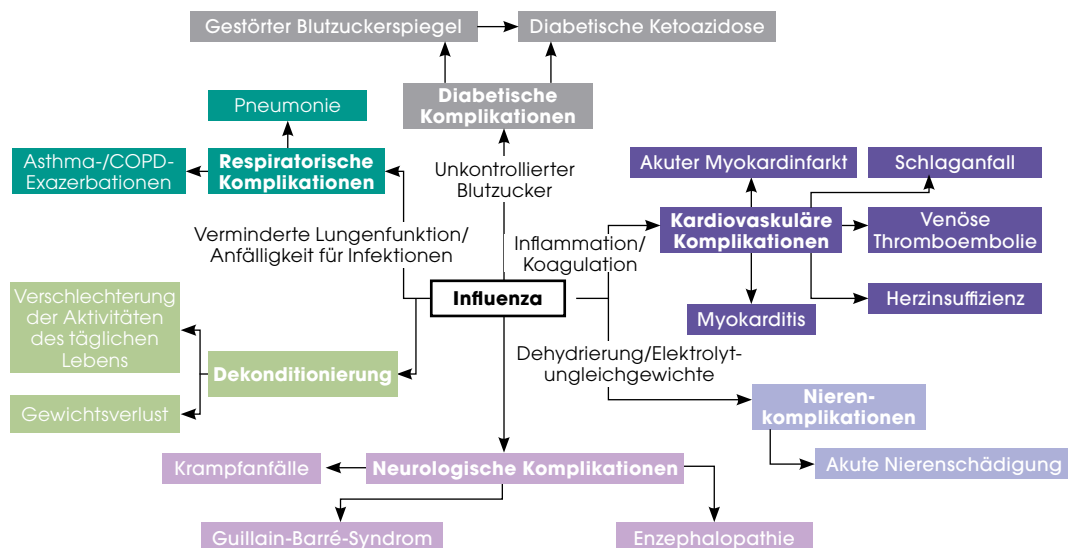 Gestörter Blutzuckerspiegel
Diabetische Ketoazidose
Diabetische
Komplikationen
Pneumonie
Asthma-/COPD-
Exazerbationen
Respiratorische
Komplikationen
Unkontrollierter
Blutzucker
Akuter Myokardinfarkt
Schlaganfall
Kardiovaskuläre
Komplikationen
Venöse
Thromboembolie
Verminderte Lungenfunktion/
Anfälligkeit für Infektionen
Inflammation/
Koagulation
Influenza
Herzinsuffizienz
Myokarditis
Verschlechterung
der Aktivitäten
des täglichen
Lebens
Dekonditionierung
Gewichtsverlust
Dehydrierung/Elektrolyt-
ungleichgewichte
Nieren-
komplikationen
Akute Nierenschädigung
Krampfanfälle
Neurologische Komplikationen
Guillain-Barré-Syndrom
Enzephalopathie